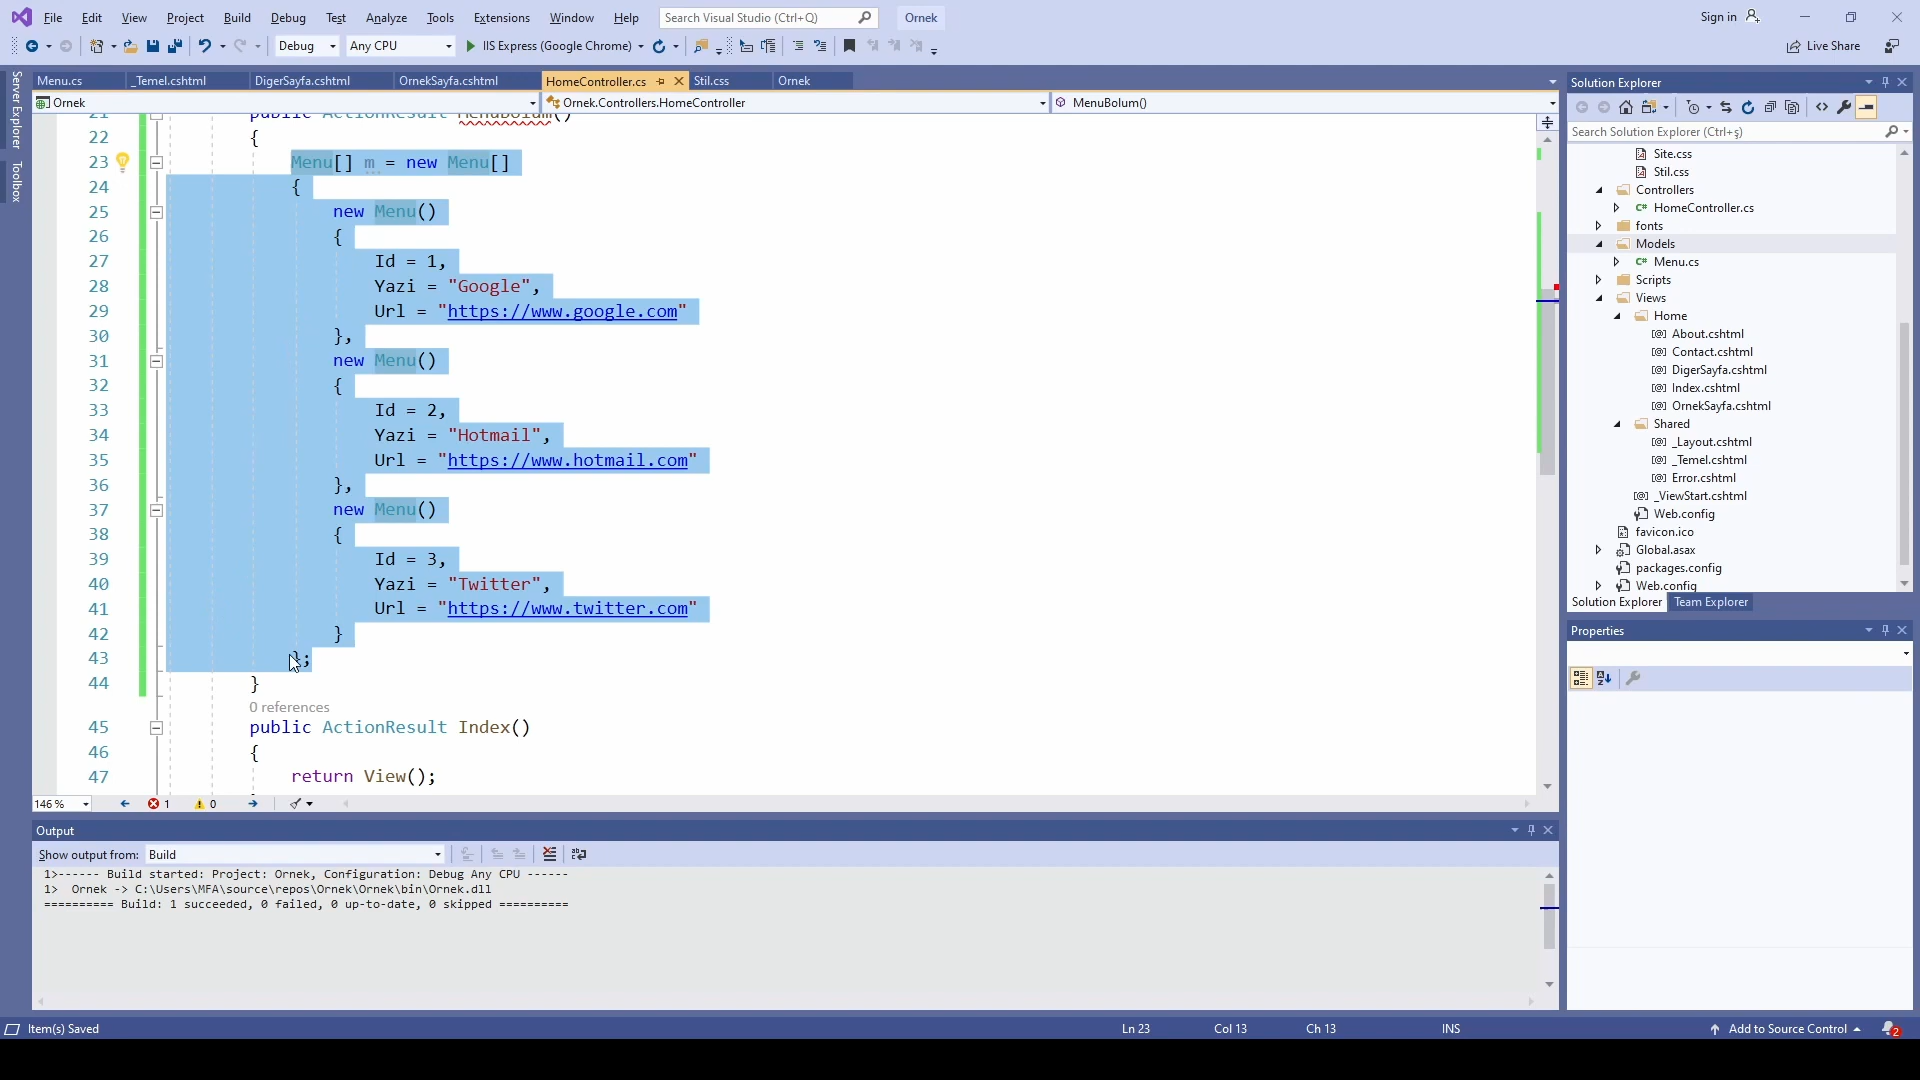 File Edit View Project Build Debug Test Analyze Tools Extensions Window Help Search Visual Studio (Ctrl+Q) Ornek Sign in
Debug Any CPU IIS Express (Google Chrome) Live Share
Server Explorer
Toolbox
Menu.cs _Temel.cshtml DigerSayfa.cshtml OrnekSayfa.cshtml HomeController.cs Stil.css Ornek
Ornek Ornek.Controllers.HomeController MenuBolum()
21 public ActionResult MenuBolum()
22 {
23 Menu[] m = new Menu[]
24 {
25 new Menu()
26 {
27 Id = 1,
28 Yazi = "Google",
29 Url = "https://www.google.com"
30 },
31 new Menu()
32 {
33 Id = 2,
34 Yazi = "Hotmail",
35 Url = "https://www.hotmail.com"
36 },
37 new Menu()
38 {
39 Id = 3,
40 Yazi = "Twitter",
41 Url = "https://www.twitter.com"
42 }
43 };
44 }
0 references
45 public ActionResult Index()
46 {
47 return View();
146 % 1 0
Output
Show output from: Build
1>------ Build started: Project: Ornek, Configuration: Debug Any CPU ------
1>  Ornek -> C:\Users\MFA\source\repos\Ornek\Ornek\bin\Ornek.dll
========== Build: 1 succeeded, 0 failed, 0 up-to-date, 0 skipped ==========
Solution Explorer
Search Solution Explorer (Ctrl+ş)
Site.css
Stil.css
Controllers
C# HomeController.cs
fonts
Models
C# Menu.cs
Scripts
Views
Home
[@] About.cshtml
[@] Contact.cshtml
[@] DigerSayfa.cshtml
[@] Index.cshtml
[@] OrnekSayfa.cshtml
Shared
[@] _Layout.cshtml
[@] _Temel.cshtml
[@] Error.cshtml
[@] _ViewStart.cshtml
Web.config
favicon.ico
Global.asax
packages.config
Web.config
Solution Explorer Team Explorer
Properties
Item(s) Saved Ln 23 Col 13 Ch 13 INS Add to Source Control 2